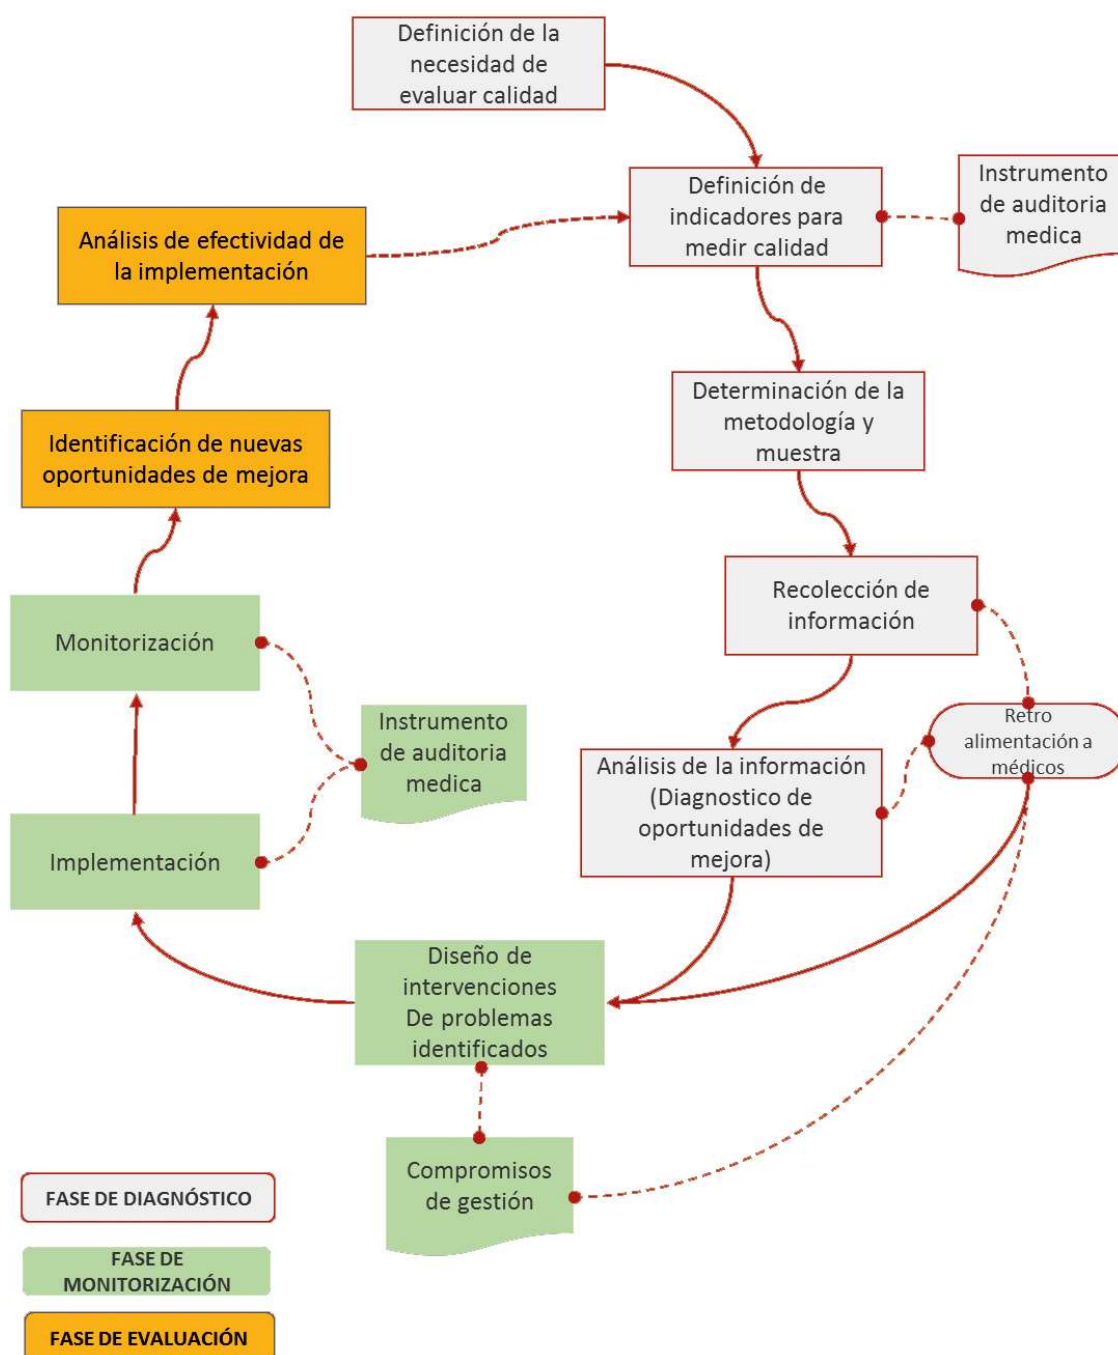 Definición de la
necesidad de
evaluar calidad
Definición de
indicadores para
medir calidad
Instrumento
de auditoria
medica
Análisis de efectividad de
la implementación
Determinación de la
metodología y
muestra
Identificación de nuevas
oportunidades de mejora
Recolección de
información
Monitorización
Instrumento
de auditoria
medica
Retro
alimentación a
médicos
Análisis de la información
(Diagnostico de
oportunidades de
mejora)
Implementación
Diseño de
intervenciones
De problemas
identificados
Compromisos
de gestión
FASE DE DIAGNÓSTICO
FASE DE
MONITORIZACIÓN
FASE DE EVALUACIÓN